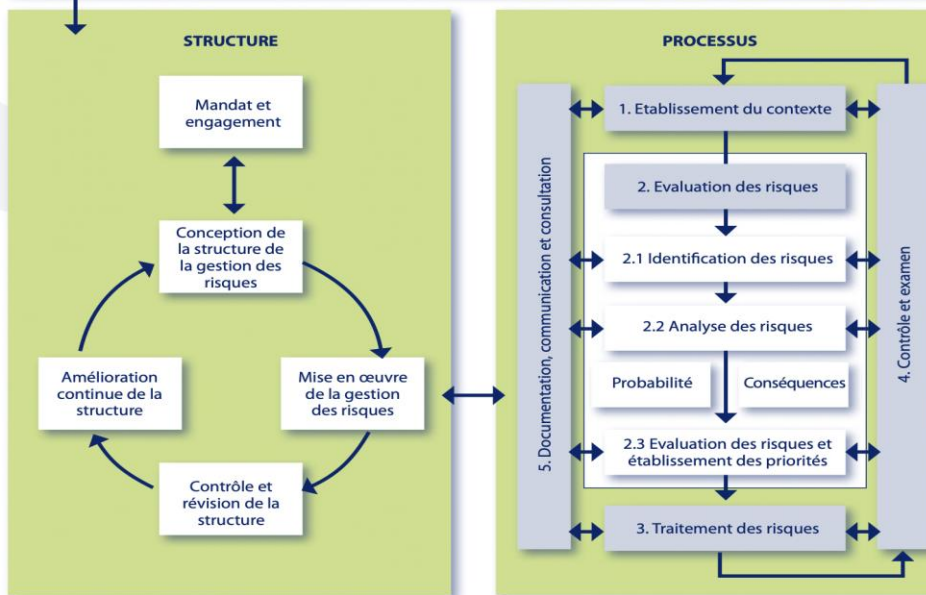 STRUCTURE
Mandat et
engagement
Conception de
la structure de
la gestion des
risques
Amélioration
continue de la
structure
Mise en œuvre
de la gestion
des risques
Contrôle et
révision de la
structure
PROCESSUS
5. Documentation, communication et consultation
1. Etablissement du contexte
2. Evaluation des risques
2.1 Identification des risques
2.2 Analyse des risques
Probabilité
Conséquences
2.3 Evaluation des risques et
établissement des priorités
3. Traitement des risques
4. Contrôle et examen